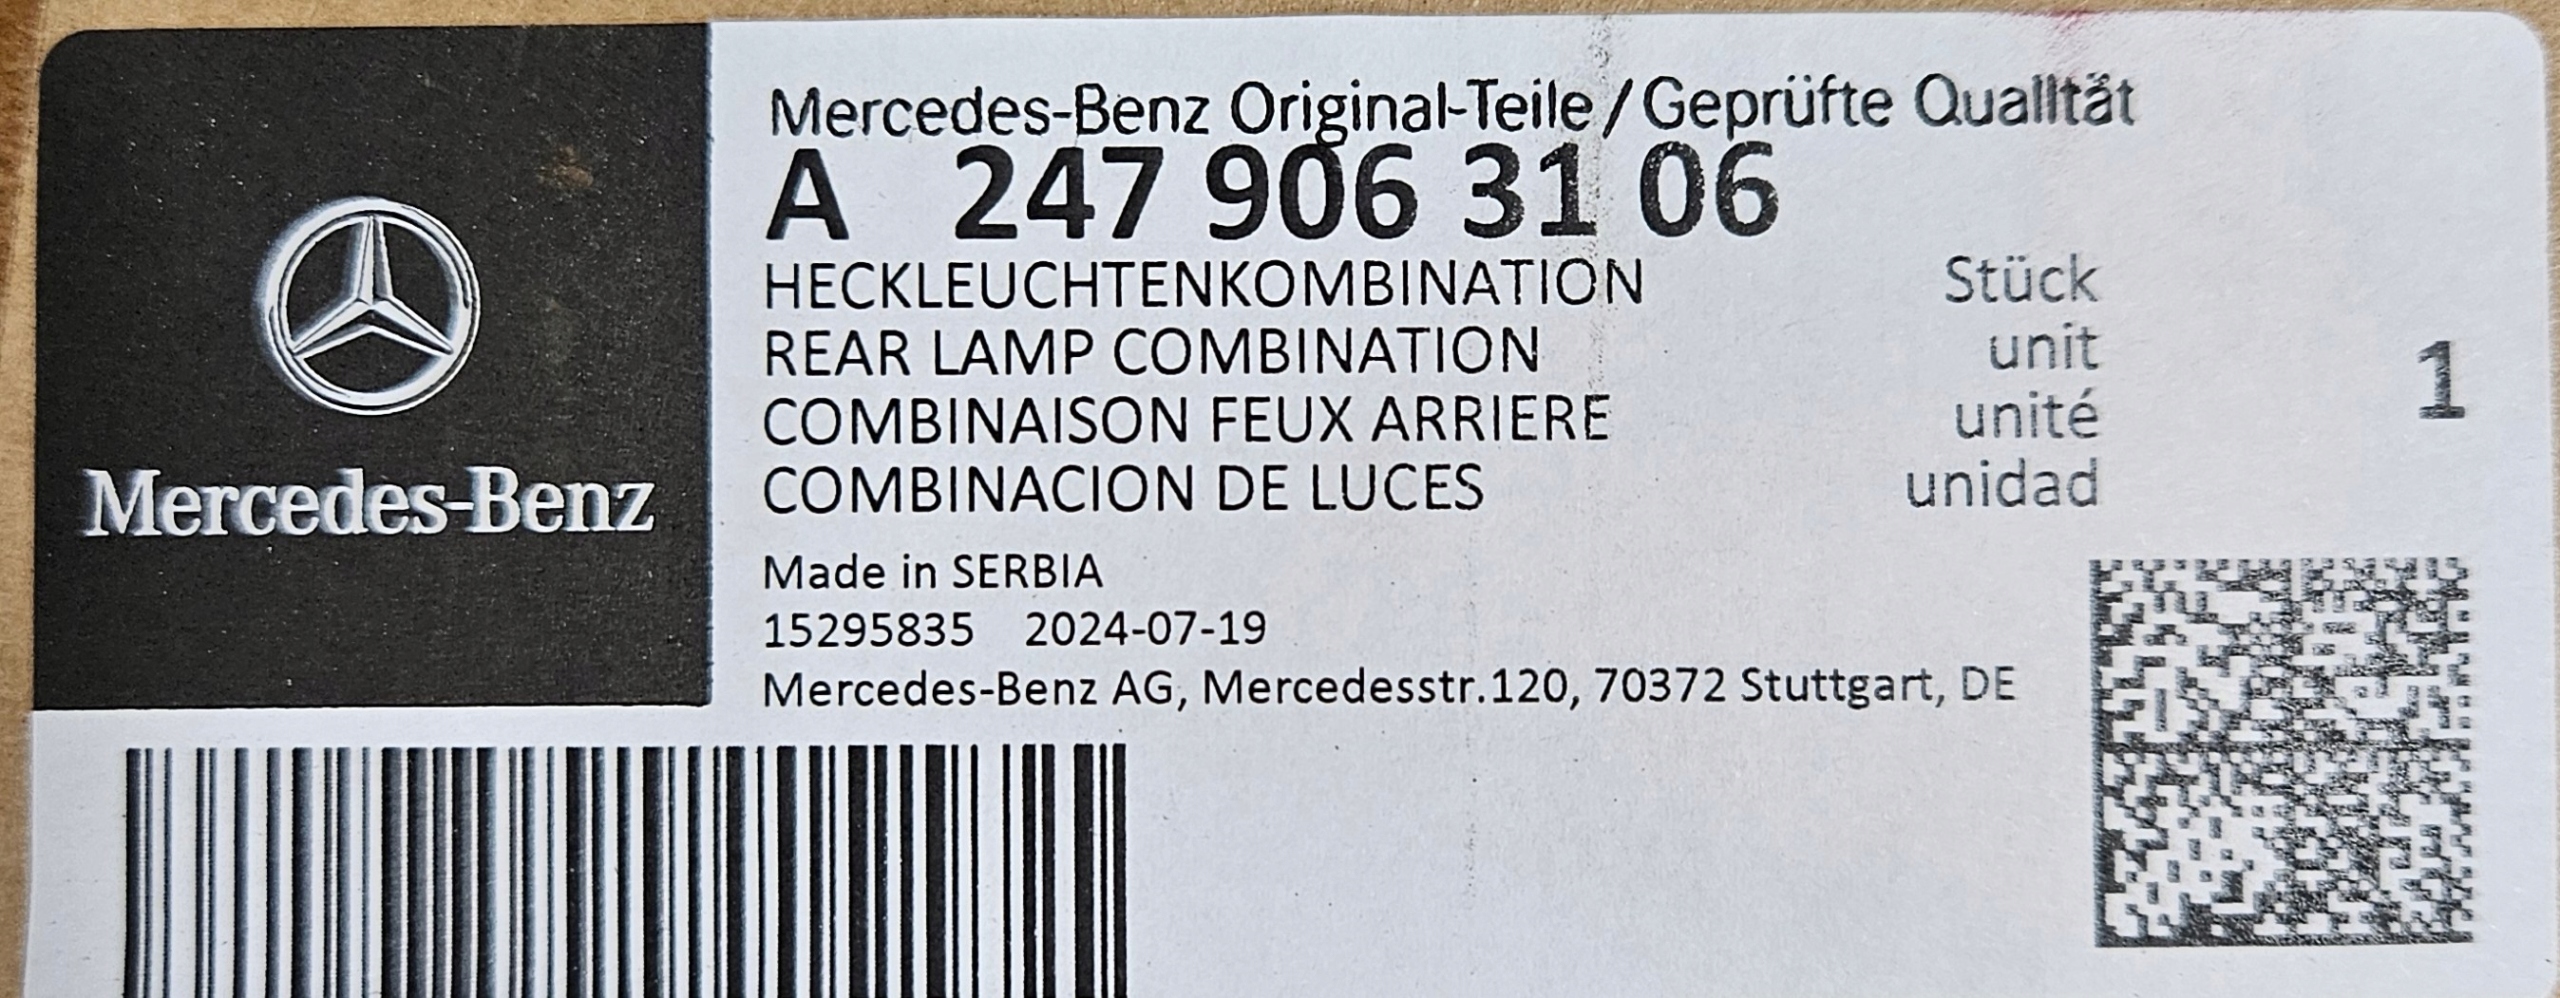 Mercedes-Benz
Mercedes-Benz Original-Teile / Geprüfte Qualltät
A 247 906 31 06
HECKLEUCHTENKOMBINATION Stück
REAR LAMP COMBINATION unit
COMBINAISON FEUX ARRIERE unité
COMBINACION DE LUCES unidad
1
Made in SERBIA
15295835 2024-07-19
Mercedes-Benz AG, Mercedesstr.120, 70372 Stuttgart, DE